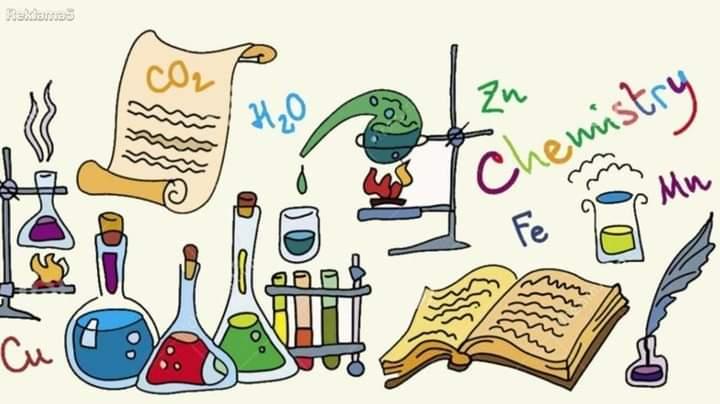 Reklama5
CO2
H2O
Zn
Chemistry
Mn
Fe
Cu